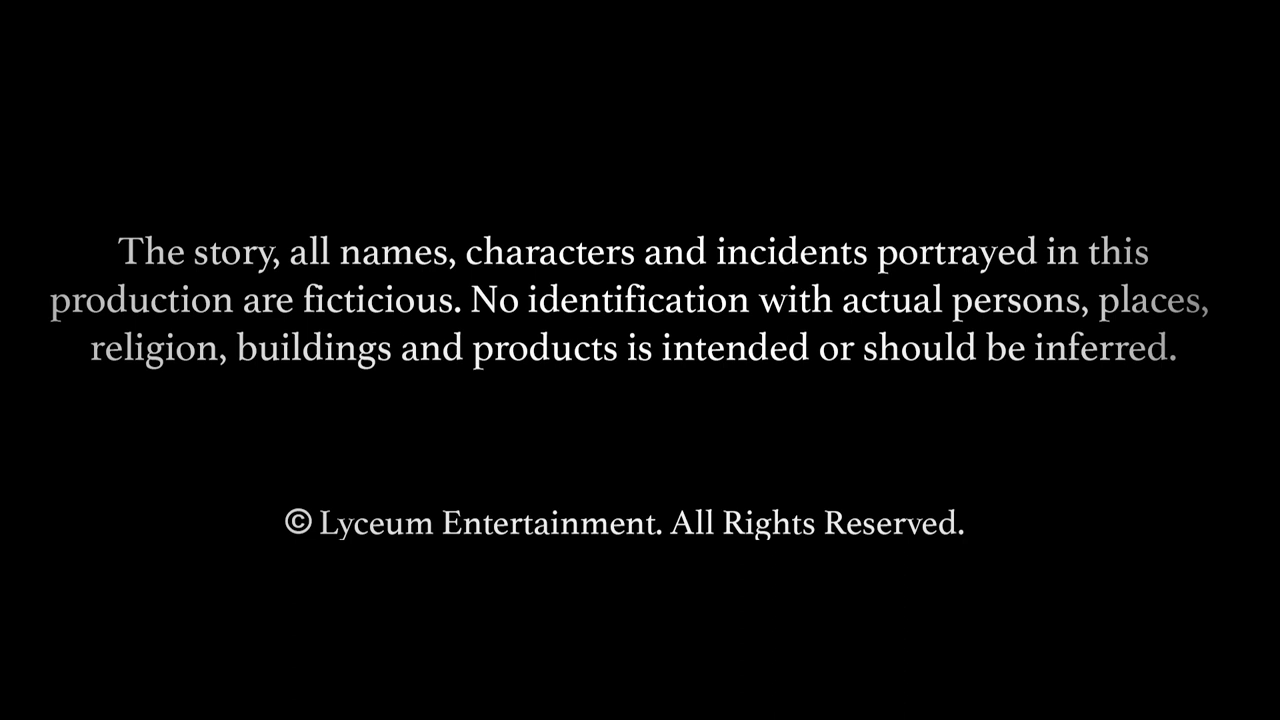 The story, all names, characters and incidents portrayed in this
production are ficticious. No identification with actual persons, places,
religion, buildings and products is intended or should be inferred.
© Lyceum Entertainment. All Rights Reserved.